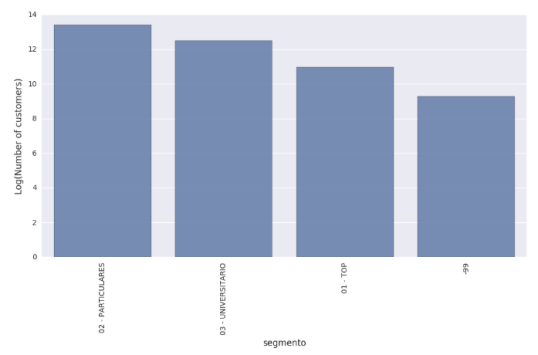 14
12
10
8
6
4
2
0
Log(Number of customers)
02 - PARTICULARES
03 - UNIVERSITARIO
01 - TOP
-99
segmento